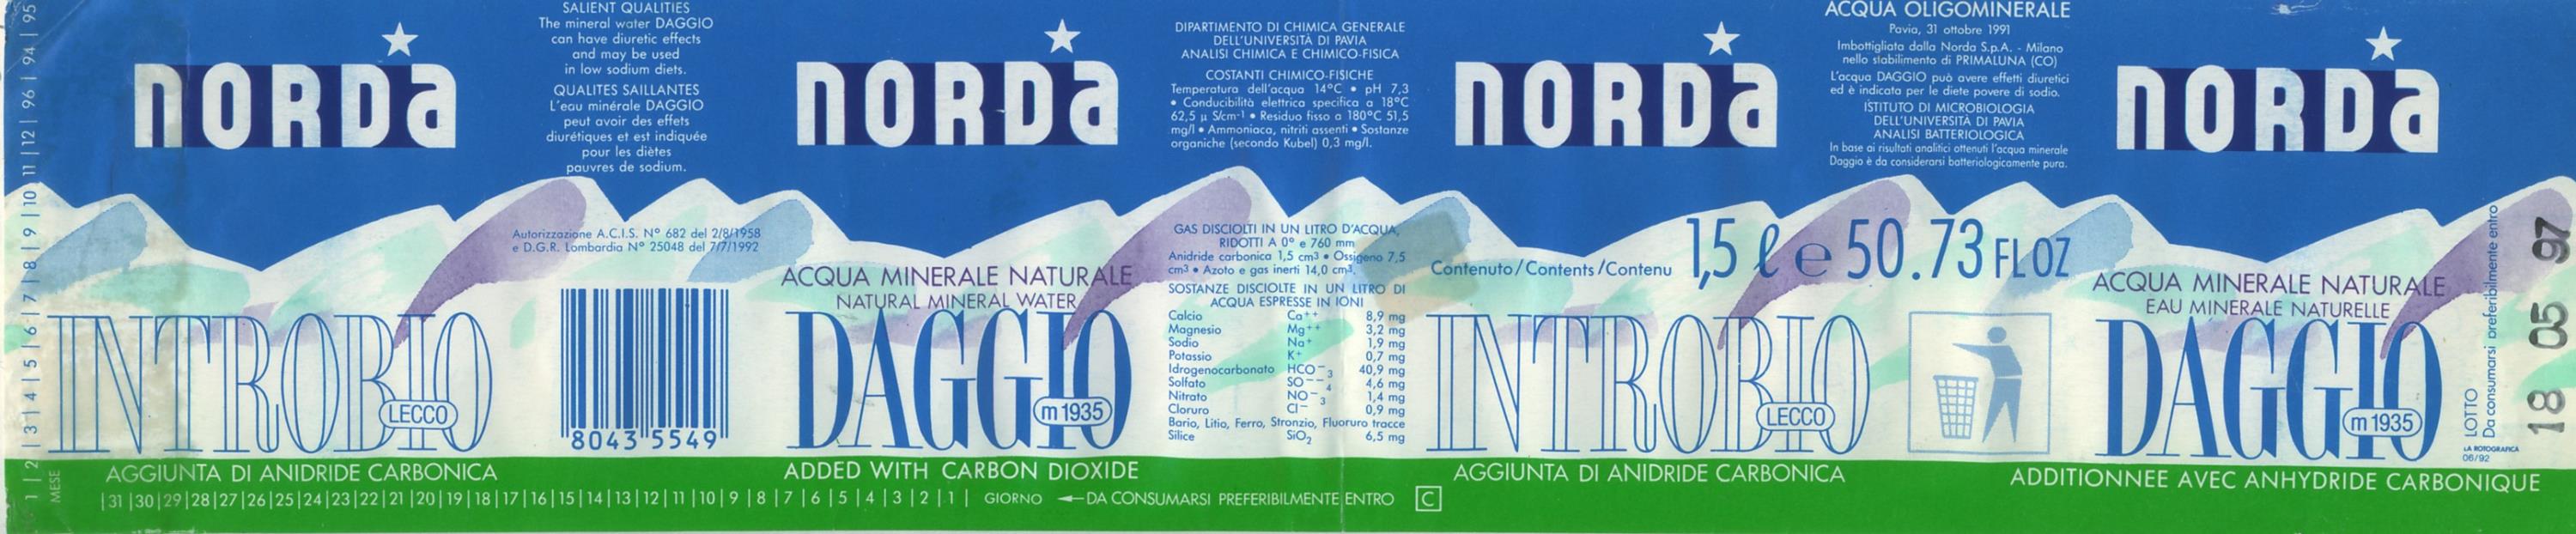 95
94
96
12
11
10
9
8
7
6
5
4
3
2
1
MESE
NORDA
INTROBIO
LECCO
AGGIUNTA DI ANIDRIDE CARBONICA
SALIENT QUALITIES
The mineral water DAGGIO
can have diuretic effects
and may be used
in low sodium diets.
QUALITES SAILLANTES
L'eau minérale DAGGIO
peut avoir des effets
diurétiques et est indiquée
pour les diètes
pauvres de sodium.
Autorizzazione A.C.I.S. N° 682 del 2/8/1958
e D.G.R. Lombardia N° 25048 del 7/7/1992
8043 5549
NORDA
ACQUA MINERALE NATURALE
NATURAL MINERAL WATER
DAGGIO
m 1935
ADDED WITH CARBON DIOXIDE
|31|30|29|28|27|26|25|24|23|22|21|20|19|18|17|16|15|14|13|12|11|10|9|8|7|6|5|4|3|2|1| GIORNO ← DA CONSUMARSI PREFERIBILMENTE ENTRO C
DIPARTIMENTO DI CHIMICA GENERALE
DELL'UNIVERSITÀ DI PAVIA
ANALISI CHIMICA E CHIMICO-FISICA
COSTANTI CHIMICO-FISICHE
Temperatura dell'acqua 14°C • pH 7,3
• Conducibilità elettrica specifica a 18°C
62,5 µ S/cm-1 • Residuo fisso a 180°C 51,5
mg/l • Ammoniaca, nitriti assenti • Sostanze
organiche (secondo Kubel) 0,3 mg/l.
GAS DISCIOLTI IN UN LITRO D'ACQUA,
RIDOTTI A 0° e 760 mm
Anidride carbonica 1,5 cm3 • Ossigeno 7,5
cm3 • Azoto e gas inerti 14,0 cm3.
SOSTANZE DISCIOLTE IN UN LITRO DI
ACQUA ESPRESSE IN IONI
Calcio Ca++ 8,9 mg
Magnesio Mg++ 3,2 mg
Sodio Na+ 1,9 mg
Potassio K+ 0,7 mg
Idrogenocarbonato HCO-3 40,9 mg
Solfato SO--4 4,6 mg
Nitrato NO-3 1,4 mg
Cloruro Cl- 0,9 mg
Bario, Litio, Ferro, Stronzio, Fluoruro tracce
Silice SiO2 6,5 mg
NORDA
Contenuto/Contents/Contenu 1,5 ℓ e 50.73 FL OZ
INTROBIO
LECCO
AGGIUNTA DI ANIDRIDE CARBONICA
ACQUA OLIGOMINERALE
Pavia, 31 ottobre 1991
Imbottigliata dalla Norda S.p.A. - Milano
nello stabilimento di PRIMALUNA (CO)
L'acqua DAGGIO può avere effetti diuretici
ed è indicata per le diete povere di sodio.
ISTITUTO DI MICROBIOLOGIA
DELL'UNIVERSITÀ DI PAVIA
ANALISI BATTERIOLOGICA
In base ai risultati analitici ottenuti l'acqua minerale
Daggio è da considerarsi batteriologicamente pura.
NORDA
ACQUA MINERALE NATURALE
EAU MINERALE NATURELLE
DAGGIO
m 1935
ADDITIONNEE AVEC ANHYDRIDE CARBONIQUE
LOTTO
Da consumarsi preferibilmente entro
18 05 97
LA ROTOGRAFICA
06/92